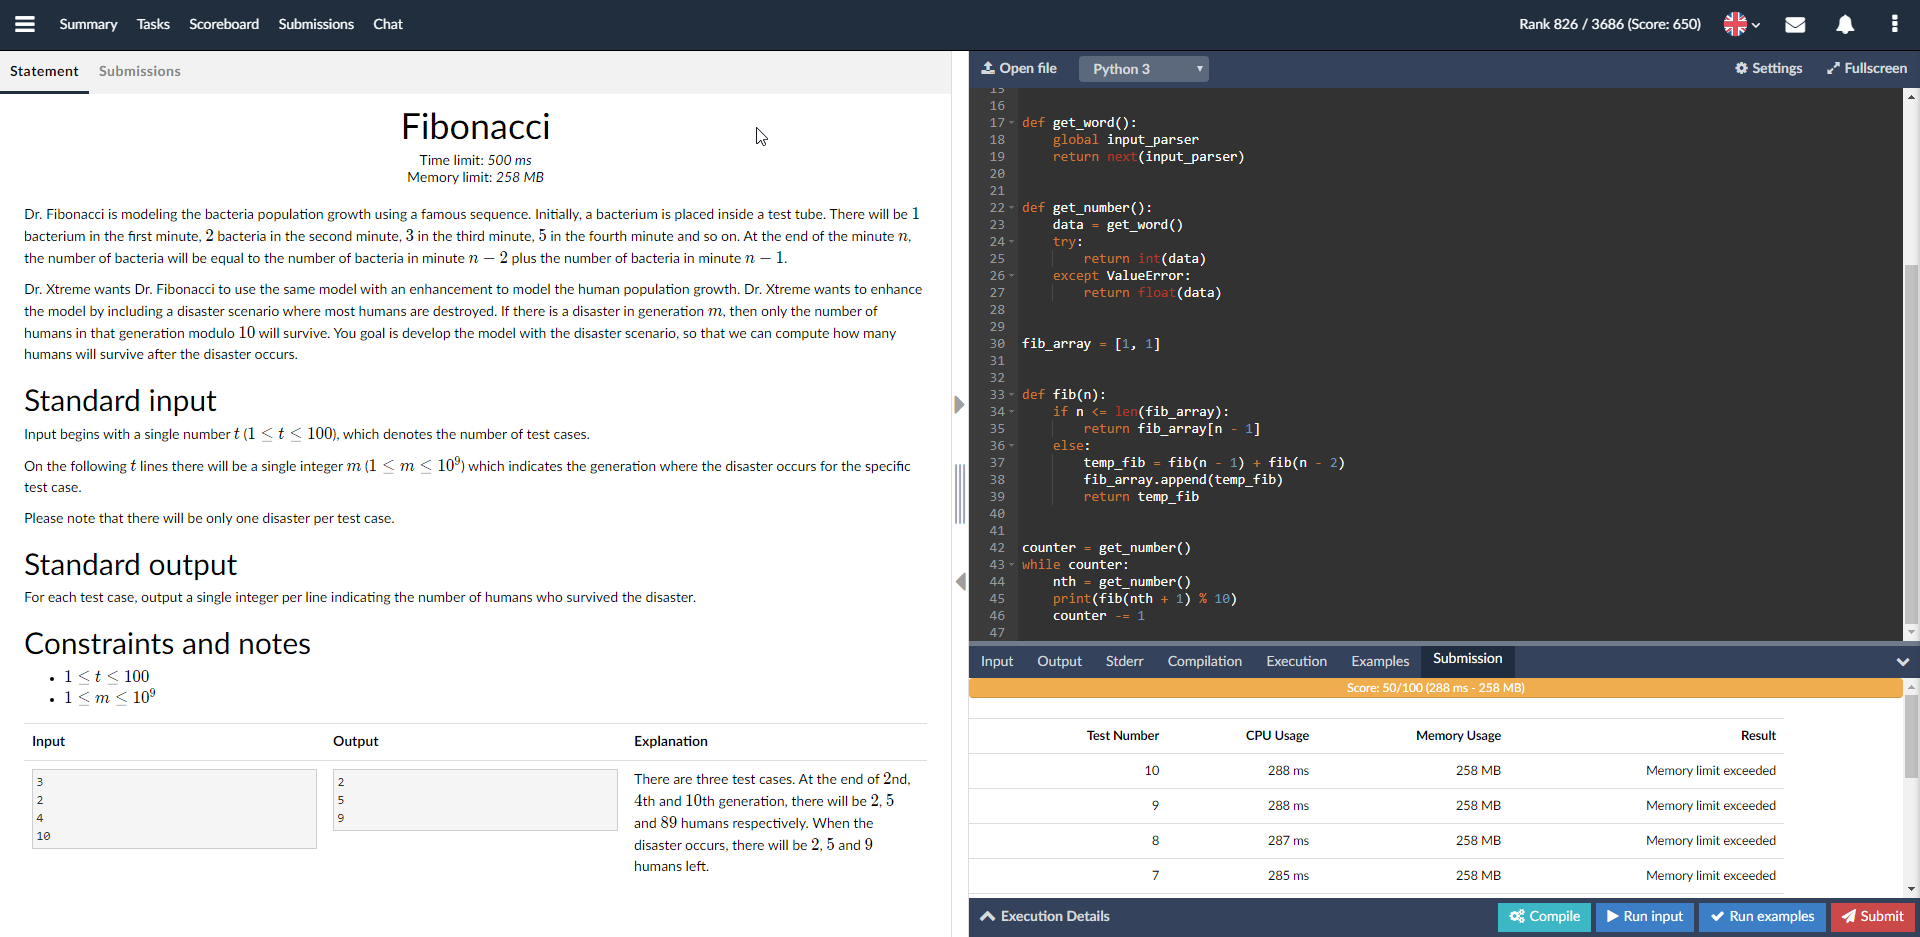 Summary Tasks Scoreboard Submissions Chat
Rank 826 / 3686 (Score: 650)
Statement Submissions
Fibonacci
Time limit: 500 ms
Memory limit: 258 MB
Dr. Fibonacci is modeling the bacteria population growth using a famous sequence. Initially, a bacterium is placed inside a test tube. There will be 1
bacterium in the first minute, 2 bacteria in the second minute, 3 in the third minute, 5 in the fourth minute and so on. At the end of the minute n,
the number of bacteria will be equal to the number of bacteria in minute n − 2 plus the number of bacteria in minute n − 1.
Dr. Xtreme wants Dr. Fibonacci to use the same model with an enhancement to model the human population growth. Dr. Xtreme wants to enhance
the model by including a disaster scenario where most humans are destroyed. If there is a disaster in generation m, then only the number of
humans in that generation modulo 10 will survive. You goal is develop the model with the disaster scenario, so that we can compute how many
humans will survive after the disaster occurs.
Standard input
Input begins with a single number t (1 ≤ t ≤ 100), which denotes the number of test cases.
On the following t lines there will be a single integer m (1 ≤ m ≤ 10⁹) which indicates the generation where the disaster occurs for the specific
test case.
Please note that there will be only one disaster per test case.
Standard output
For each test case, output a single integer per line indicating the number of humans who survived the disaster.
Constraints and notes
• 1 ≤ t ≤ 100
• 1 ≤ m ≤ 10⁹
Input Output Explanation
3
2
4
10
2
5
9
There are three test cases. At the end of 2nd,
4th and 10th generation, there will be 2, 5
and 89 humans respectively. When the
disaster occurs, there will be 2, 5 and 9
humans left.
Open file Python 3 Settings Fullscreen
15
16
17 def get_word():
18 global input_parser
19 return next(input_parser)
20
21
22 def get_number():
23 data = get_word()
24 try:
25 return int(data)
26 except ValueError:
27 return float(data)
28
29
30 fib_array = [1, 1]
31
32
33 def fib(n):
34 if n <= len(fib_array):
35 return fib_array[n - 1]
36 else:
37 temp_fib = fib(n - 1) + fib(n - 2)
38 fib_array.append(temp_fib)
39 return temp_fib
40
41
42 counter = get_number()
43 while counter:
44 nth = get_number()
45 print(fib(nth + 1) % 10)
46 counter -= 1
47
Input Output Stderr Compilation Execution Examples Submission
Score: 50/100 (288 ms - 258 MB)
Test Number CPU Usage Memory Usage Result
10 288 ms 258 MB Memory limit exceeded
9 288 ms 258 MB Memory limit exceeded
8 287 ms 258 MB Memory limit exceeded
7 285 ms 258 MB Memory limit exceeded
Execution Details Compile Run input Run examples Submit